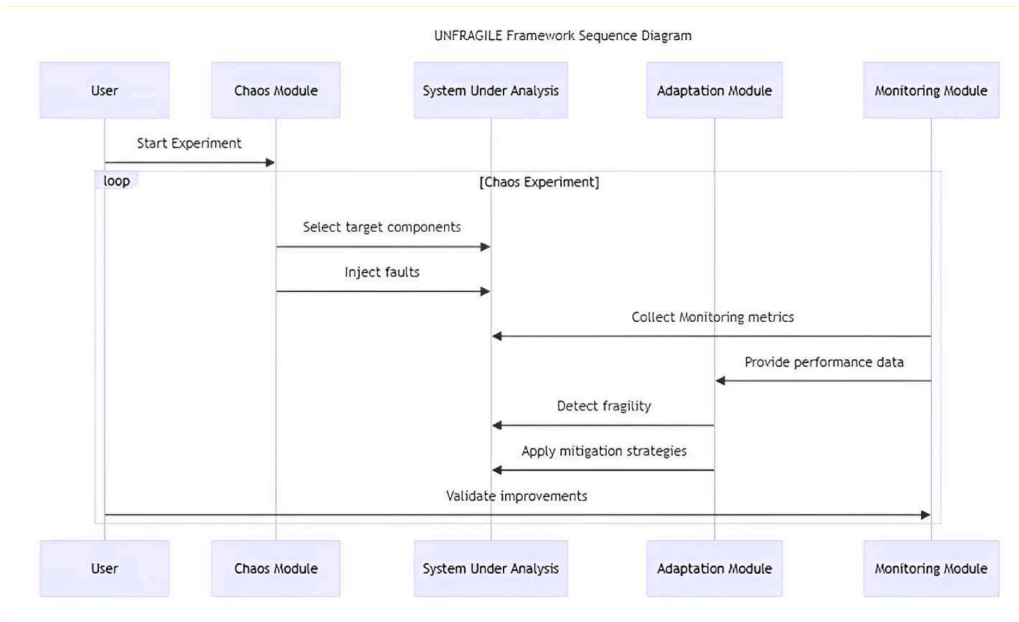 UNFRAGILE Framework Sequence Diagram
User
Chaos Module
System Under Analysis
Adaptation Module
Monitoring Module
Start Experiment
loop
[Chaos Experiment]
Select target components
Inject faults
Collect Monitoring metrics
Provide performance data
Detect fragility
Apply mitigation strategies
Validate improvements
User
Chaos Module
System Under Analysis
Adaptation Module
Monitoring Module